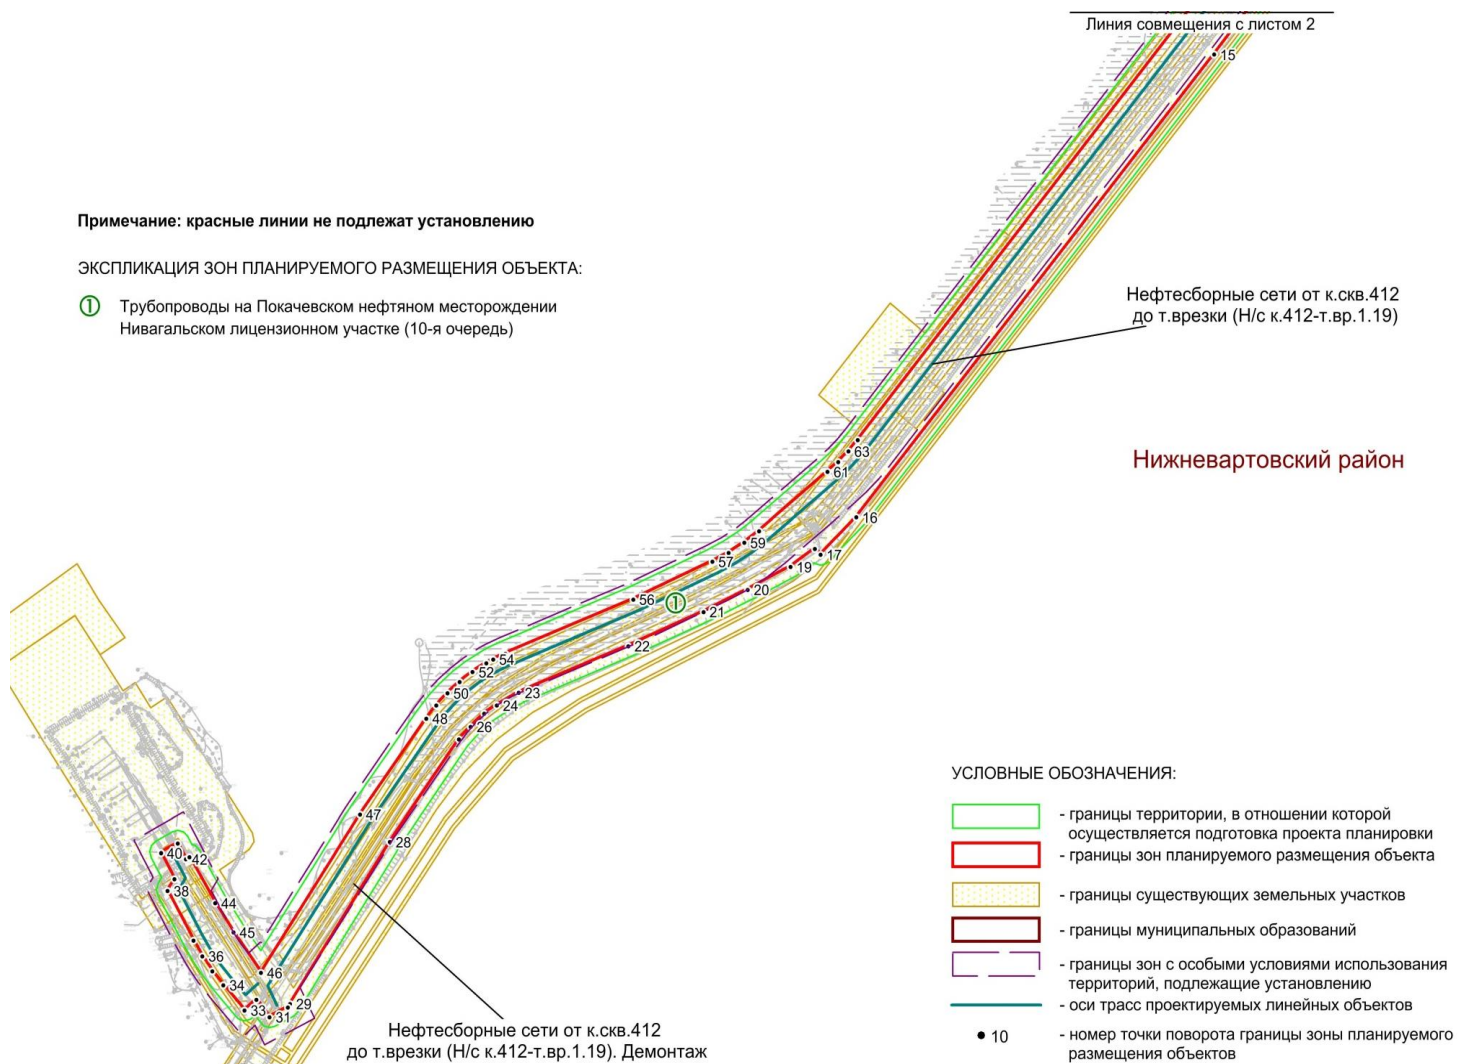 Линия совмещения с листом 2
15
Примечание: красные линии не подлежат установлению
ЭКСПЛИКАЦИЯ ЗОН ПЛАНИРУЕМОГО РАЗМЕЩЕНИЯ ОБЪЕКТА:
1 Трубопроводы на Покачевском нефтяном месторождении
Нивагальском лицензионном участке (10-я очередь)
Нефтесборные сети от к.скв.412
до т.врезки (Н/с к.412-т.вр.1.19)
Нижневартовский район
63
61
16
59
17
57
19
20
56
1
21
22
54
52
50
23
24
48
26
47
28
40
42
38
44
45
36
46
34
29
33
31
Нефтесборные сети от к.скв.412
до т.врезки (Н/с к.412-т.вр.1.19). Демонтаж
УСЛОВНЫЕ ОБОЗНАЧЕНИЯ:
- границы территории, в отношении которой
осуществляется подготовка проекта планировки
- границы зон планируемого размещения объекта
- границы существующих земельных участков
- границы муниципальных образований
- границы зон с особыми условиями использования
территорий, подлежащие установлению
- оси трасс проектируемых линейных объектов
10 - номер точки поворота границы зоны планируемого
размещения объектов